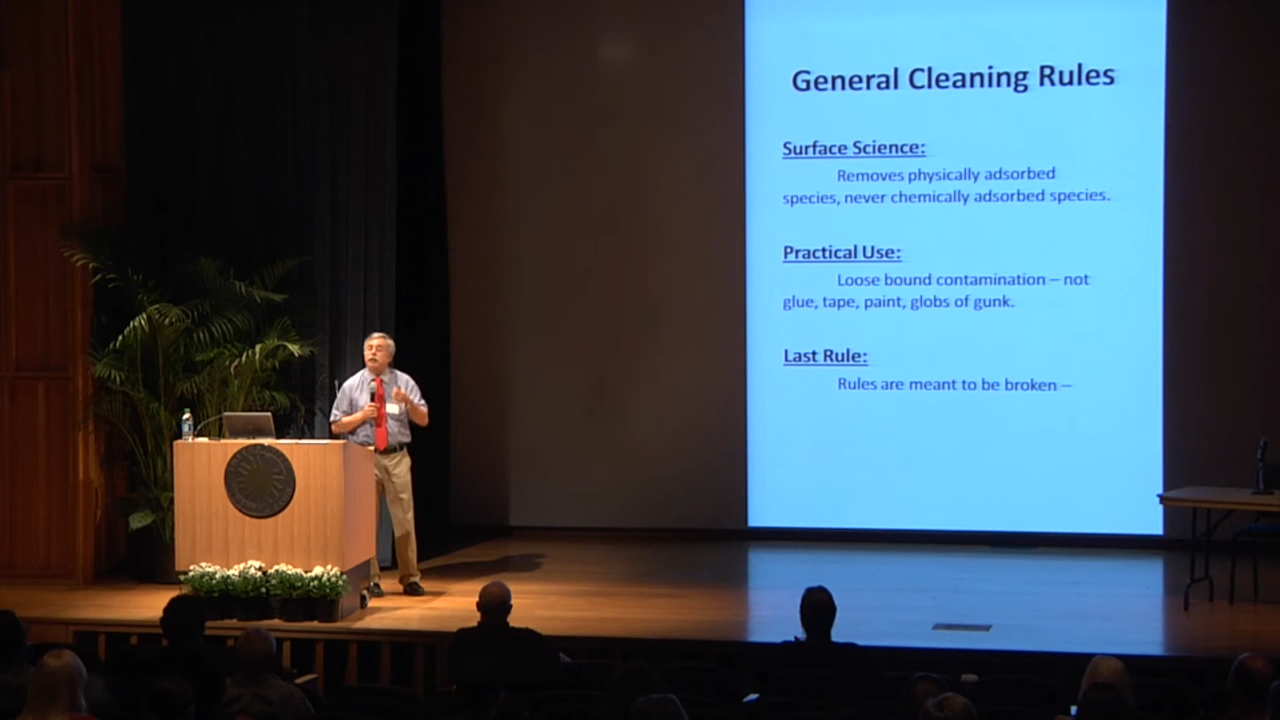 General Cleaning Rules
Surface Science:
Removes physically adsorbed
species, never chemically adsorbed species.
Practical Use:
Loose bound contamination – not
glue, tape, paint, globs of gunk.
Last Rule:
Rules are meant to be broken –